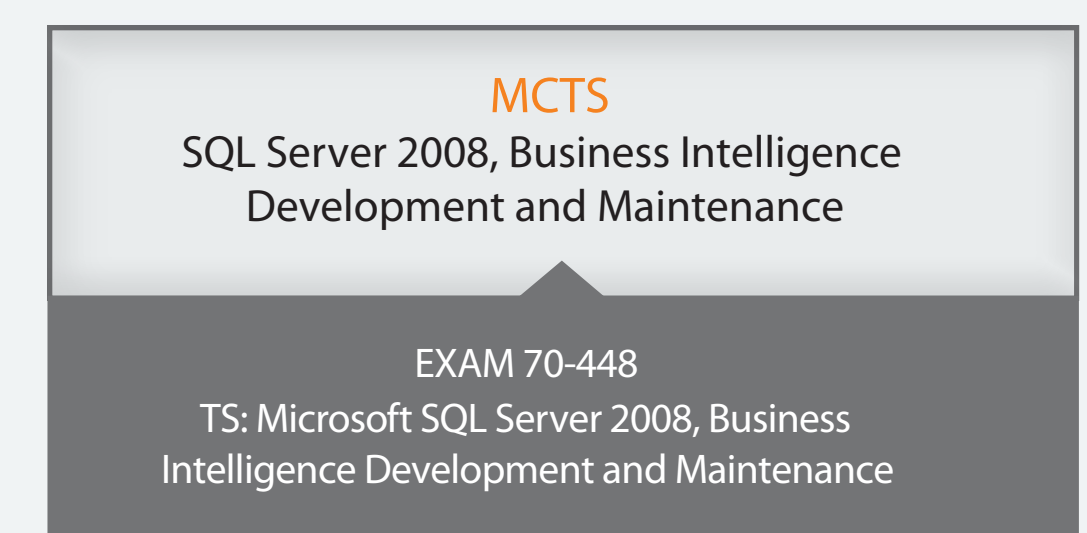 MCTS
SQL Server 2008, Business Intelligence
Development and Maintenance
EXAM 70-448
TS: Microsoft SQL Server 2008, Business
Intelligence Development and Maintenance